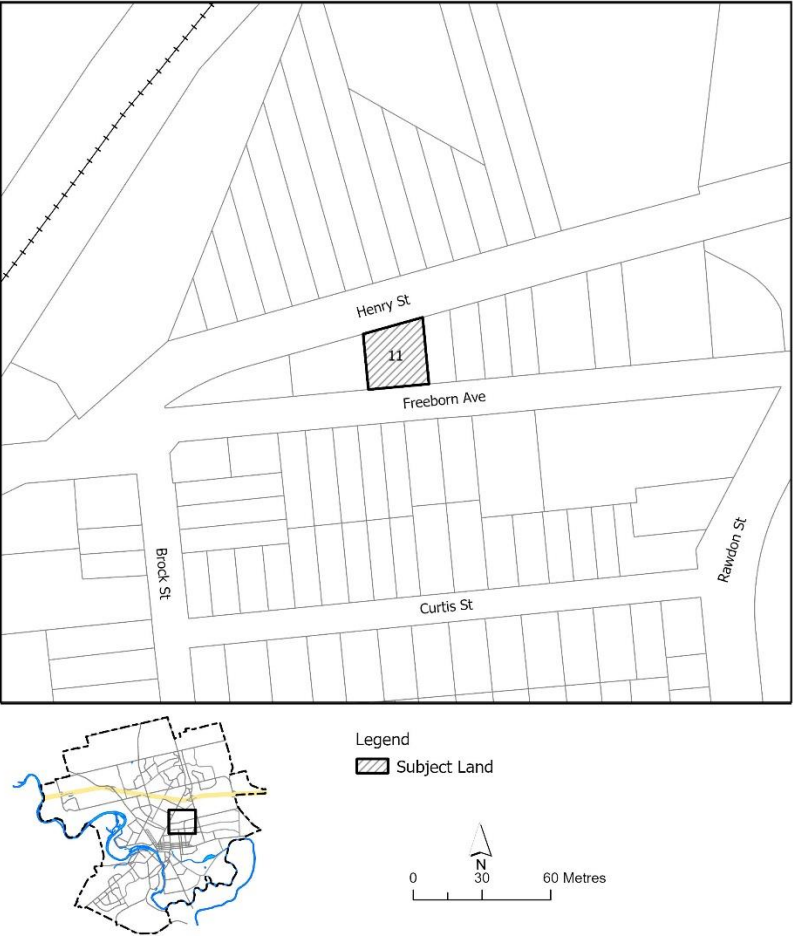 Henry St
11
Freeborn Ave
Brock St
Rawdon St
Curtis St
Legend
Subject Land
N
0 30 60 Metres